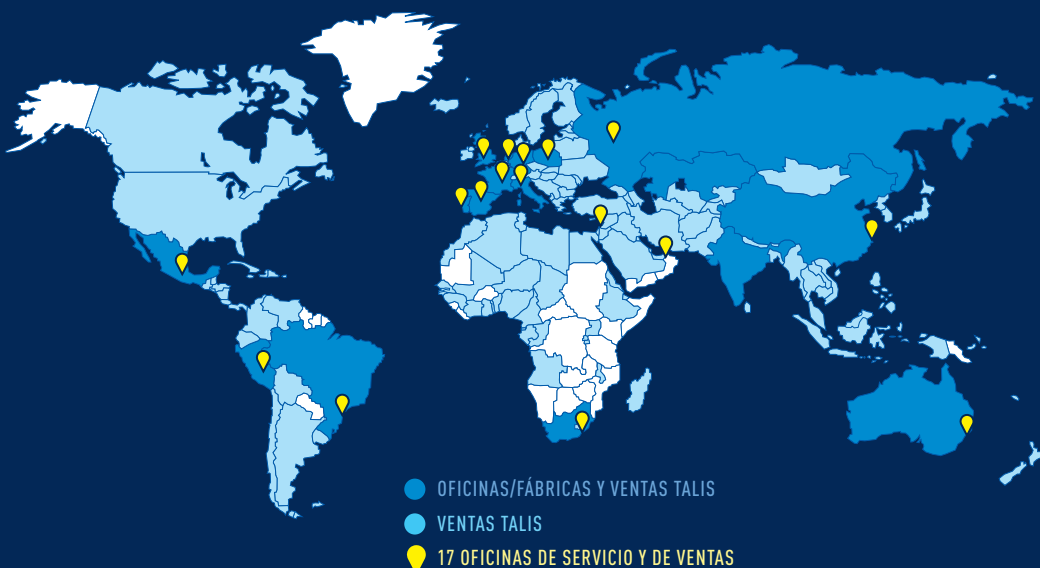 OFICINAS/FÁBRICAS Y VENTAS TALIS
VENTAS TALIS
17 OFICINAS DE SERVICIO Y DE VENTAS